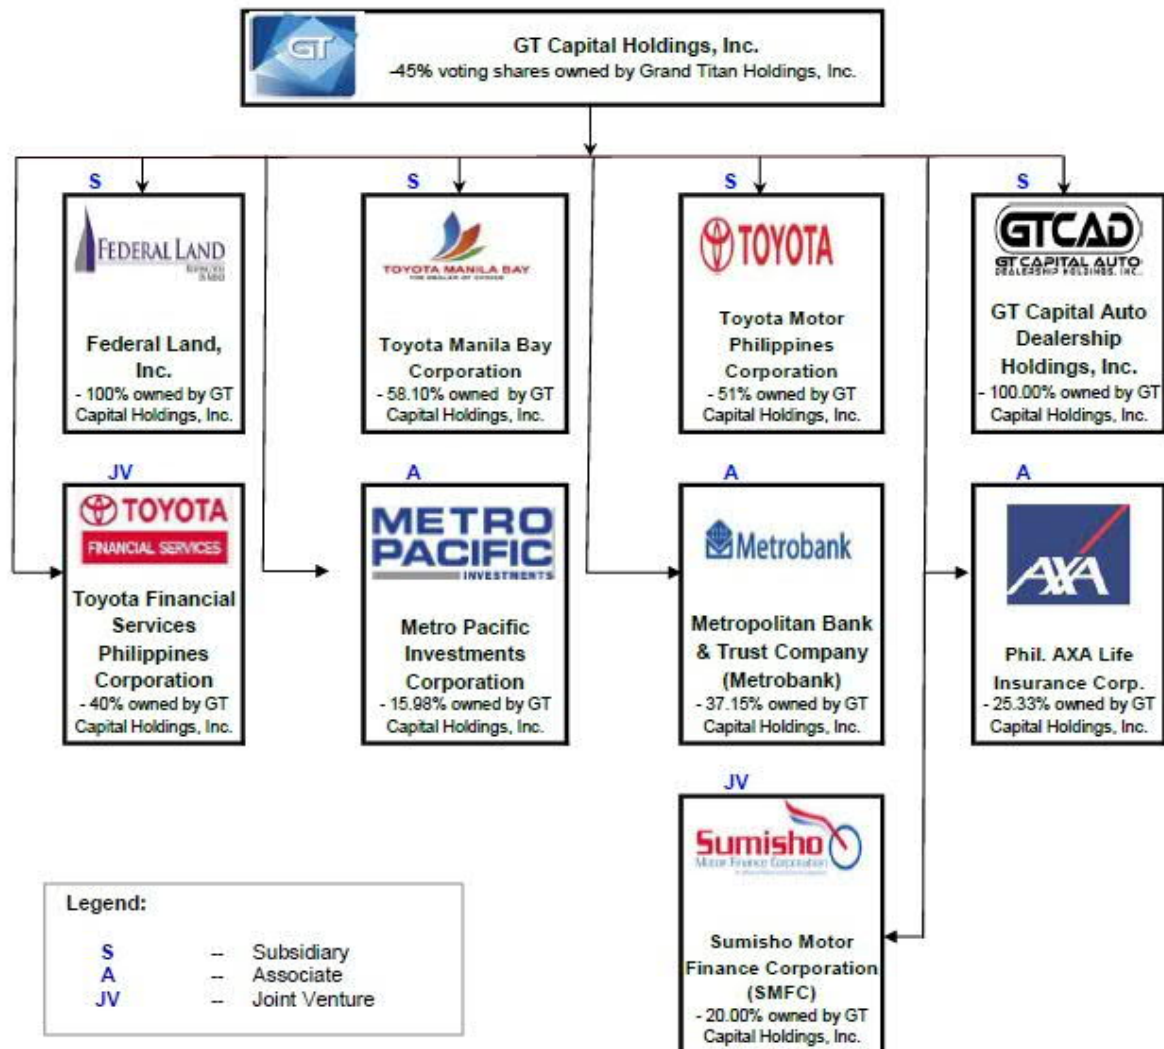 GT
GT Capital Holdings, Inc.
-45% voting shares owned by Grand Titan Holdings, Inc.
S
S
S
S
FEDERAL LAND
Federal Land,
Inc.
- 100% owned by GT
Capital Holdings, Inc.
TOYOTA MANILA BAY
THE DEALER OF CHOICE
Toyota Manila Bay
Corporation
- 58.10% owned by GT
Capital Holdings, Inc.
TOYOTA
Toyota Motor
Philippines
Corporation
- 51% owned by GT
Capital Holdings, Inc.
GTCAD
GT CAPITAL AUTO
DEALERSHIP HOLDINGS, INC.
GT Capital Auto
Dealership
Holdings, Inc.
- 100.00% owned by GT
Capital Holdings, Inc.
JV
A
A
A
TOYOTA
FINANCIAL SERVICES
Toyota Financial
Services
Philippines
Corporation
- 40% owned by GT
Capital Holdings, Inc.
METRO
PACIFIC
INVESTMENTS
Metro Pacific
Investments
Corporation
- 15.98% owned by GT
Capital Holdings, Inc.
Metrobank
Metropolitan Bank
& Trust Company
(Metrobank)
- 37.15% owned by GT
Capital Holdings, Inc.
AXA
Phil. AXA Life
Insurance Corp.
- 25.33% owned by GT
Capital Holdings, Inc.
JV
Sumisho
Motor Finance Corporation
Sumisho Motor
Finance Corporation
(SMFC)
- 20.00% owned by GT
Capital Holdings, Inc.
Legend:
S -- Subsidiary
A -- Associate
JV -- Joint Venture